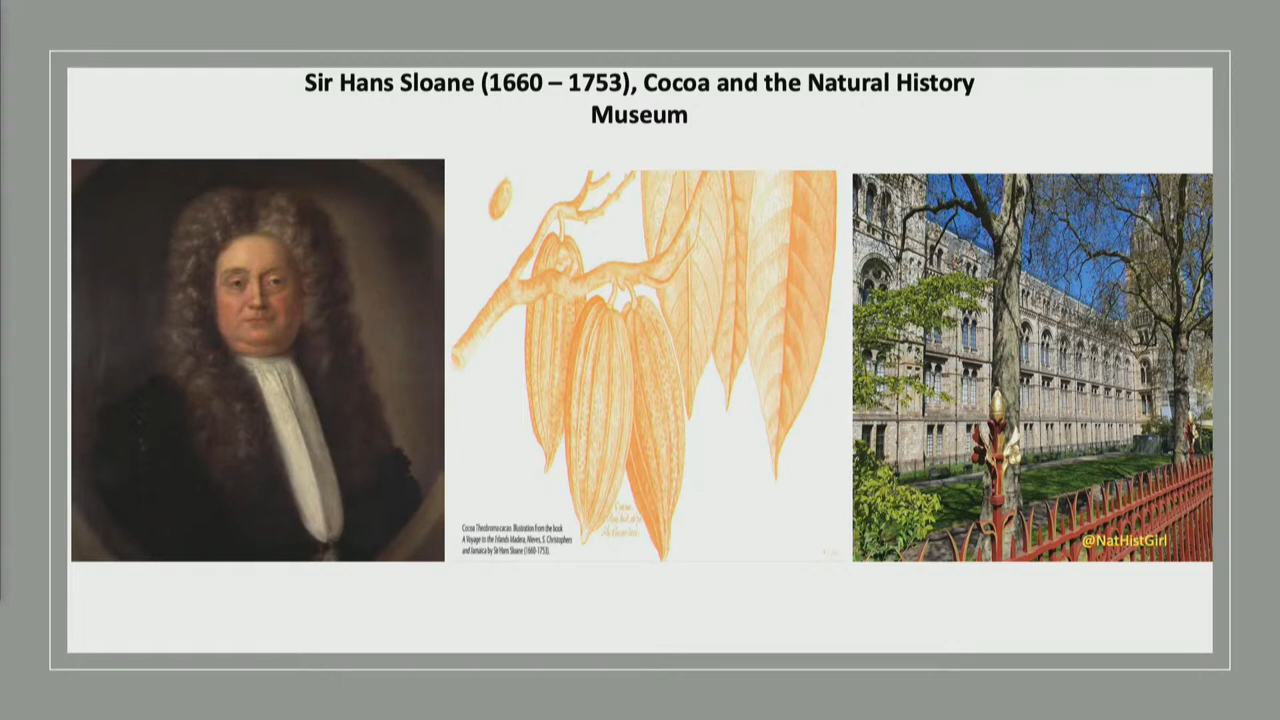 Sir Hans Sloane (1660 – 1753), Cocoa and the Natural History
Museum
Cocoa Theobroma cacao. Illustration from the book
A Voyage to the Islands Madera, Nieves, S. Christophers
and Jamaica by Sir Hans Sloane (1660-1753).
@NatHistGirl